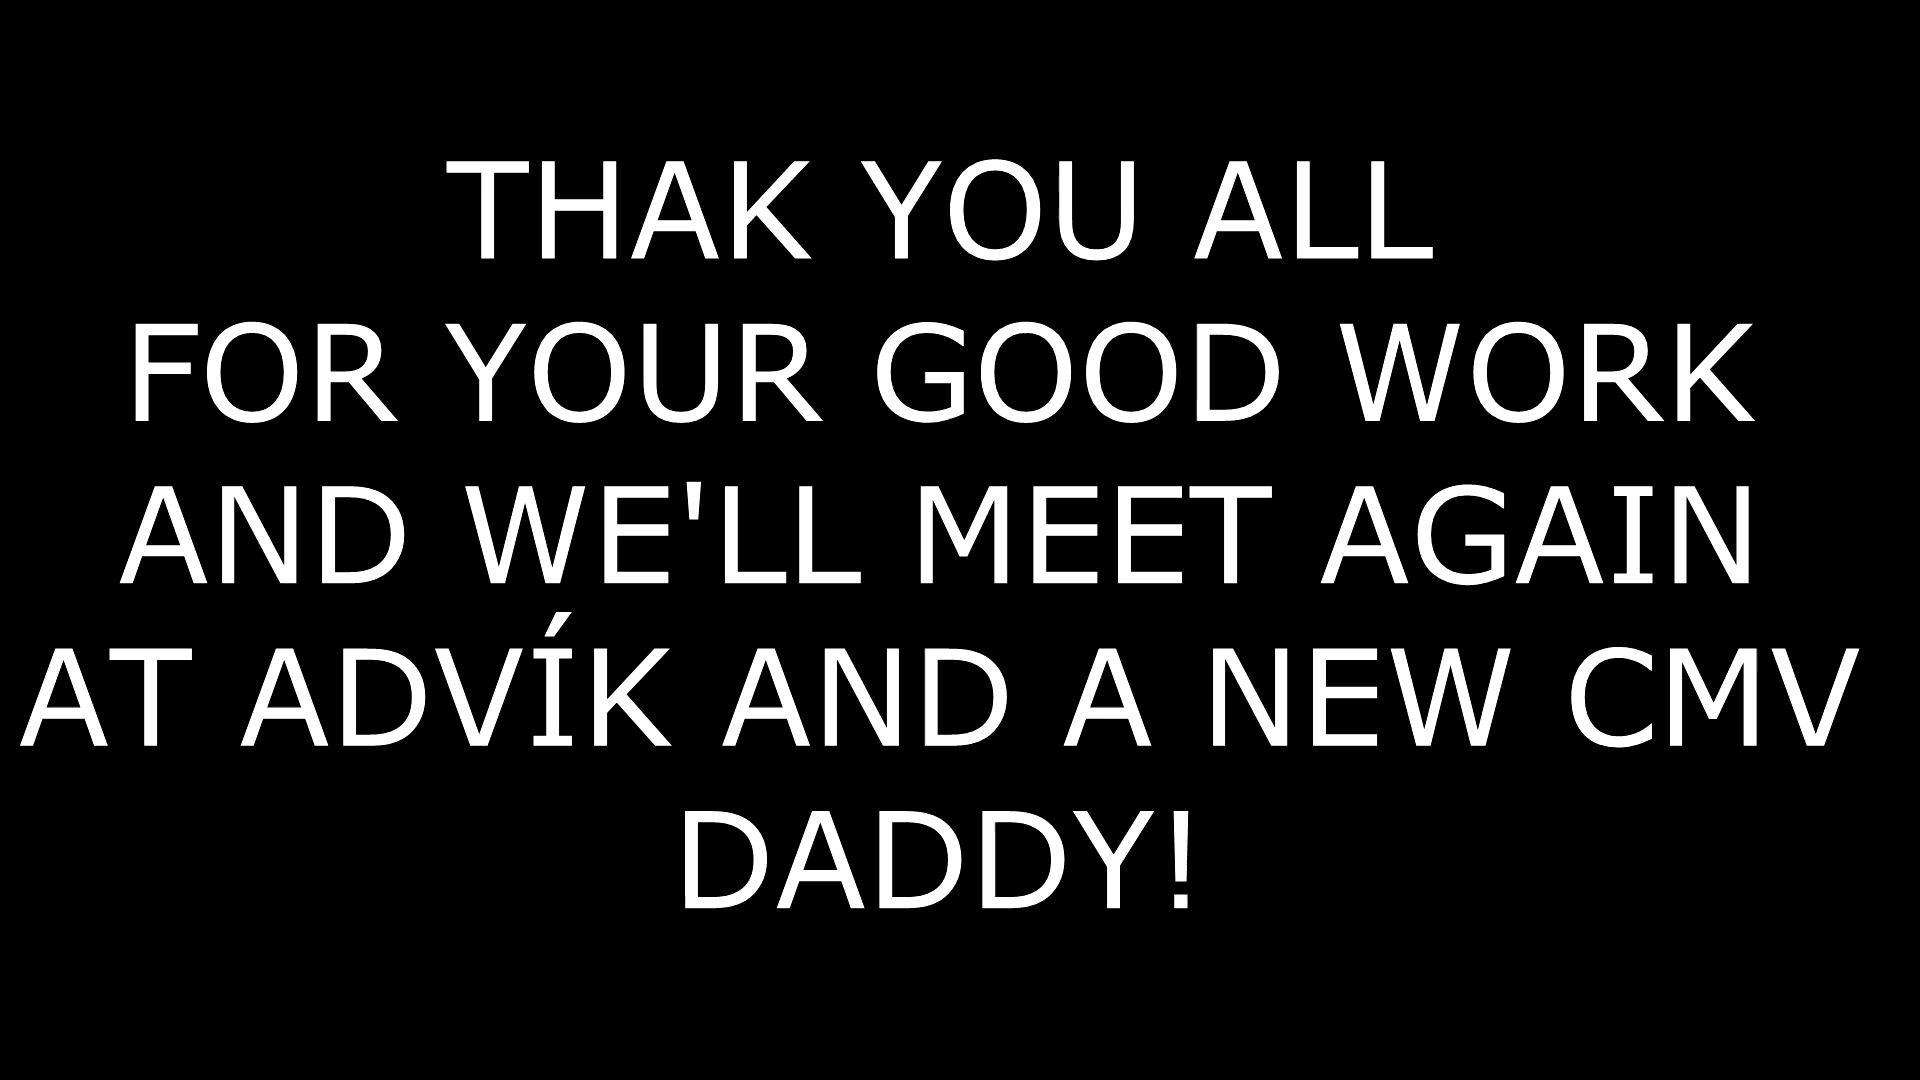 THAK YOU ALL
FOR YOUR GOOD WORK
AND WE'LL MEET AGAIN
AT ADVÍK AND A NEW CMV
DADDY!